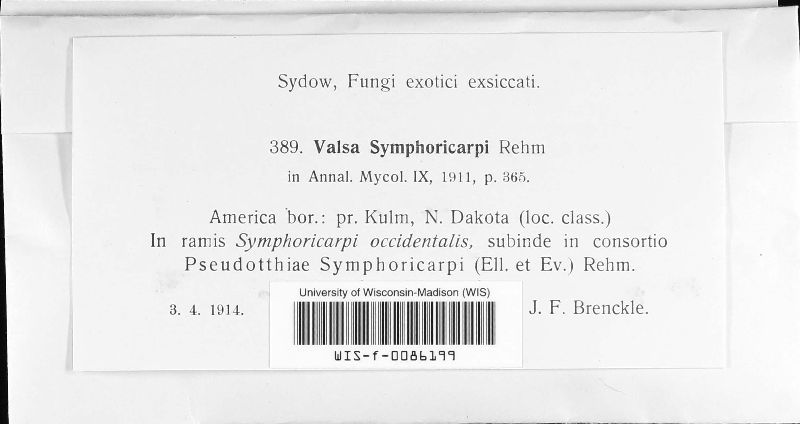 Sydow, Fungi exotici exsiccati.
389. Valsa Symphoricarpi Rehm
in Annal. Mycol. IX, 1911, p. 365.
America bor.: pr. Kulm, N. Dakota (loc. class.)
In ramis Symphoricarpi occidentalis, subinde in consortio
Pseudotthiae Symphoricarpi (Ell. et Ev.) Rehm.
3. 4. 1914. J. F. Brenckle.
University of Wisconsin-Madison (WIS)
WIS-f-0086199